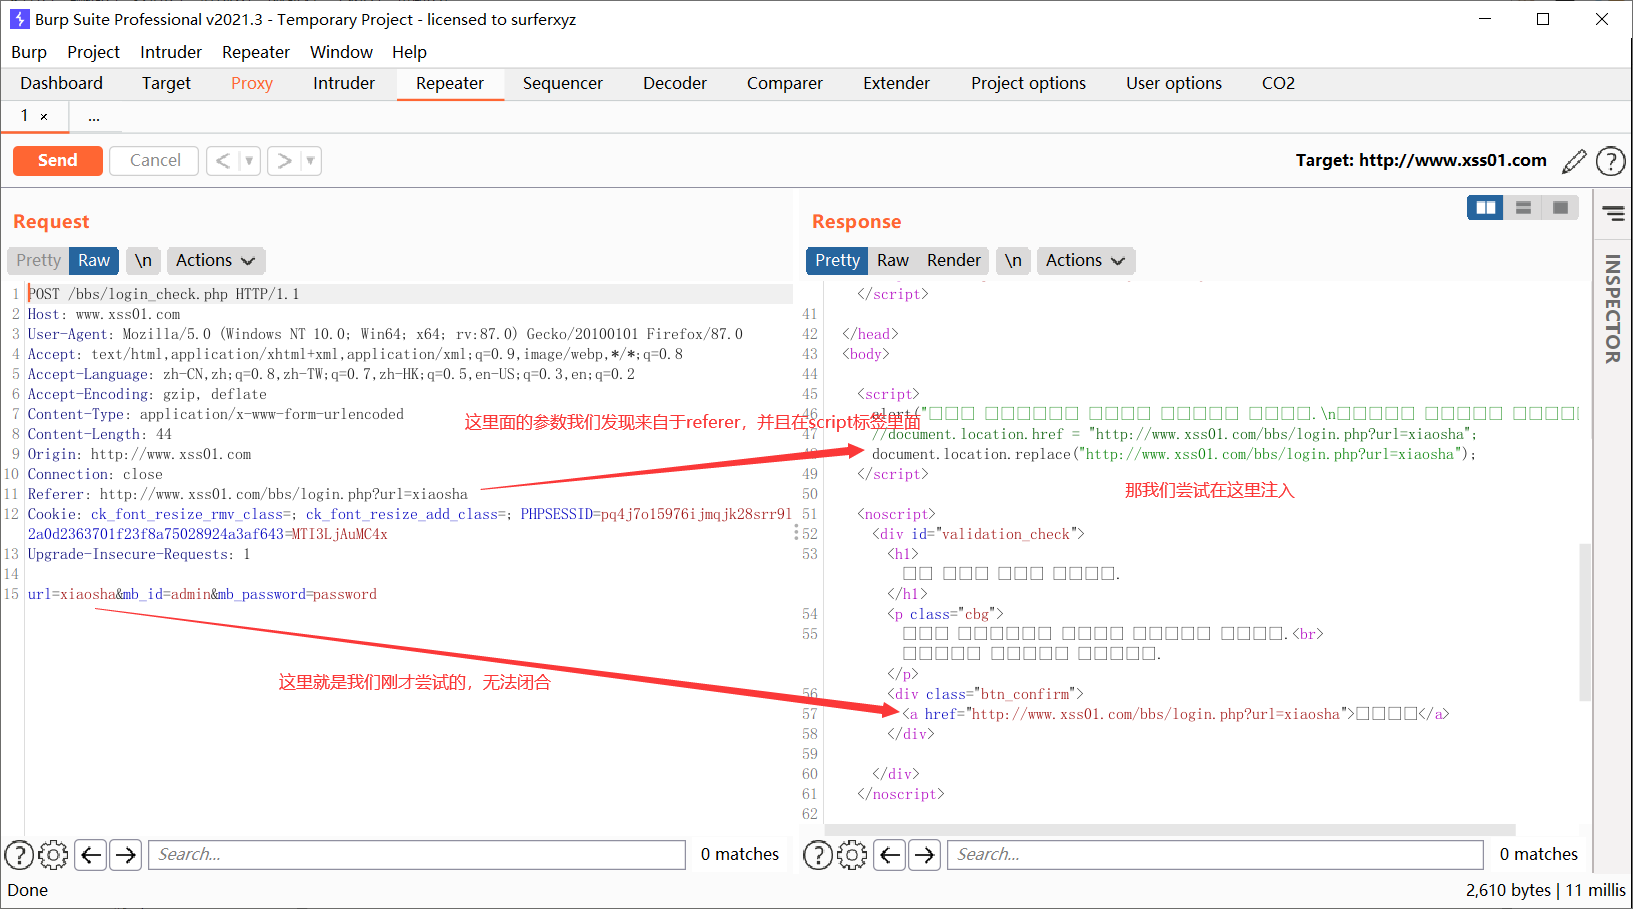 Burp Suite Professional v2021.3 - Temporary Project - licensed to surferxyz
Burp Project Intruder Repeater Window Help
Dashboard Target Proxy Intruder Repeater Sequencer Decoder Comparer Extender Project options User options CO2
1 × ...
Send Cancel < >
Target: http://www.xss01.com
Request
Pretty Raw \n Actions
1 POST /bbs/login_check.php HTTP/1.1
2 Host: www.xss01.com
3 User-Agent: Mozilla/5.0 (Windows NT 10.0; Win64; x64; rv:87.0) Gecko/20100101 Firefox/87.0
4 Accept: text/html,application/xhtml+xml,application/xml;q=0.9,image/webp,*/*;q=0.8
5 Accept-Language: zh-CN,zh;q=0.8,zh-TW;q=0.7,zh-HK;q=0.5,en-US;q=0.3,en;q=0.2
6 Accept-Encoding: gzip, deflate
7 Content-Type: application/x-www-form-urlencoded
8 Content-Length: 44
9 Origin: http://www.xss01.com
10 Connection: close
11 Referer: http://www.xss01.com/bbs/login.php?url=xiaosha
12 Cookie: ck_font_resize_rmv_class=; ck_font_resize_add_class=; PHPSESSID=pq4j7o15976ijmqjk28srr9l
2a0d2363701f23f8a75028924a3af643=MTI3LjAuMC4x
13 Upgrade-Insecure-Requests: 1
14
15 url=xiaosha&mb_id=admin&mb_password=password
这里面的参数我们发现来自于referer，并且在script标签里面
这里就是我们刚才尝试的，无法闭合
Response
Pretty Raw Render \n Actions
</script>
41
42 </head>
43 <body>
44
45 <script>
46 alert("□□□ □□□□□□ □□□□ □□□□□ □□□□.\n□□□□□ □□□□□ □□□□
47 //document.location.href = "http://www.xss01.com/bbs/login.php?url=xiaosha";
48 document.location.replace("http://www.xss01.com/bbs/login.php?url=xiaosha");
49 </script>
那我们尝试在这里注入
50
51 <noscript>
52 <div id="validation_check">
53 <h1>
□□ □□□ □□□ □□□□.
</h1>
54 <p class="cbg">
55 □□□ □□□□□□ □□□□ □□□□□ □□□□.<br>
□□□□□ □□□□□ □□□□□.
</p>
56 <div class="btn_confirm">
57 <a href="http://www.xss01.com/bbs/login.php?url=xiaosha">□□□□</a>
58 </div>
59
60 </div>
61 </noscript>
62
INSPECTOR
Search... 0 matches
Search... 0 matches
Done
2,610 bytes | 11 millis